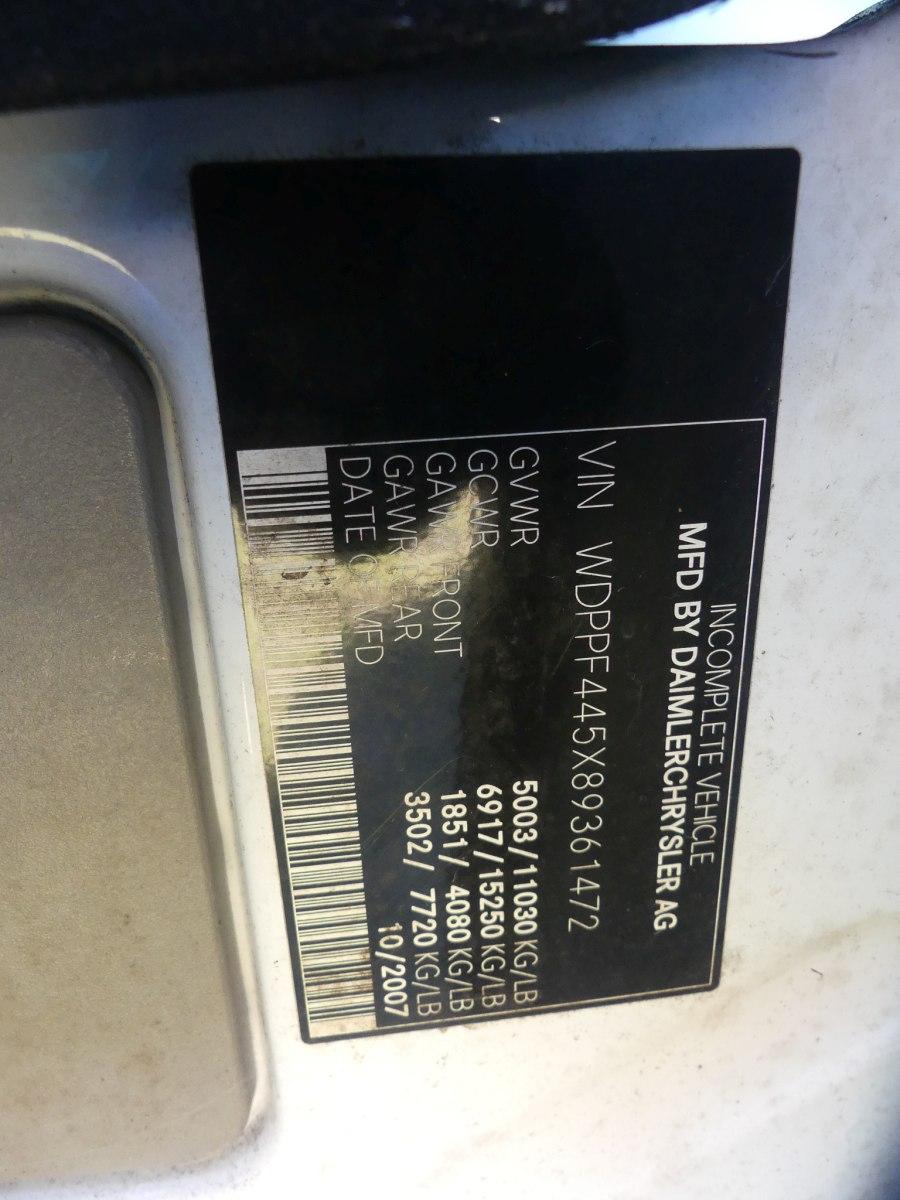 INCOMPLETE VEHICLE
MFD BY DAIMLERCHRYSLER AG
VIN WDPPF445X89361472
GVWR 5003/11030 KG/LB
GCWR 6917/15250 KG/LB
GAWR FRONT 1851/ 4080 KG/LB
GAWR REAR 3502/ 7720 KG/LB
DATE OF MFD 10/2007